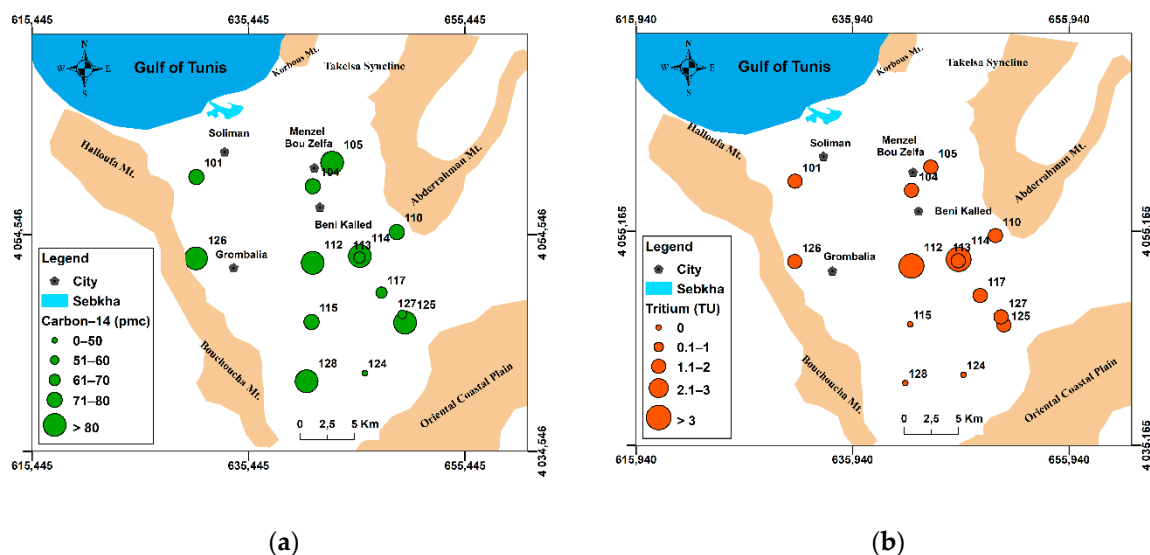 615,445
635,445
655,445
N
W
E
S
Gulf of Tunis
Korbous Mt.
Takelsa Syncline
Halloufa Mt.
Soliman
Menzel
Bou Zelfa
105
101
104
Abderrahman Mt.
Beni Kalled
110
114
113
112
126
Grombalia
117
127
125
115
128
124
Bouchoucha Mt.
Oriental Coastal Plain
4 054,546
4 054,546
4 034,546
Legend
City
Sebkha
Carbon–14 (pmc)
0–50
51–60
61–70
71–80
> 80
0
2,5
5 Km
615,445
635,445
655,445
(a)
615,940
635,940
655,940
N
W
E
S
Gulf of Tunis
Korbous Mt.
Takelsa Syncline
Halloufa Mt.
Soliman
Menzel
Bou Zelfa
105
101
104
Abderrahman Mt.
Beni Kalled
110
114
113
112
126
Grombalia
117
127
125
115
128
124
Bouchoucha Mt.
Oriental Coastal Plain
4 055,165
4 055,165
4 035,165
Legend
City
Sebkha
Tritium (TU)
0
0.1–1
1.1–2
2.1–3
> 3
0
2,5
5 Km
615,940
635,940
655,940
(b)